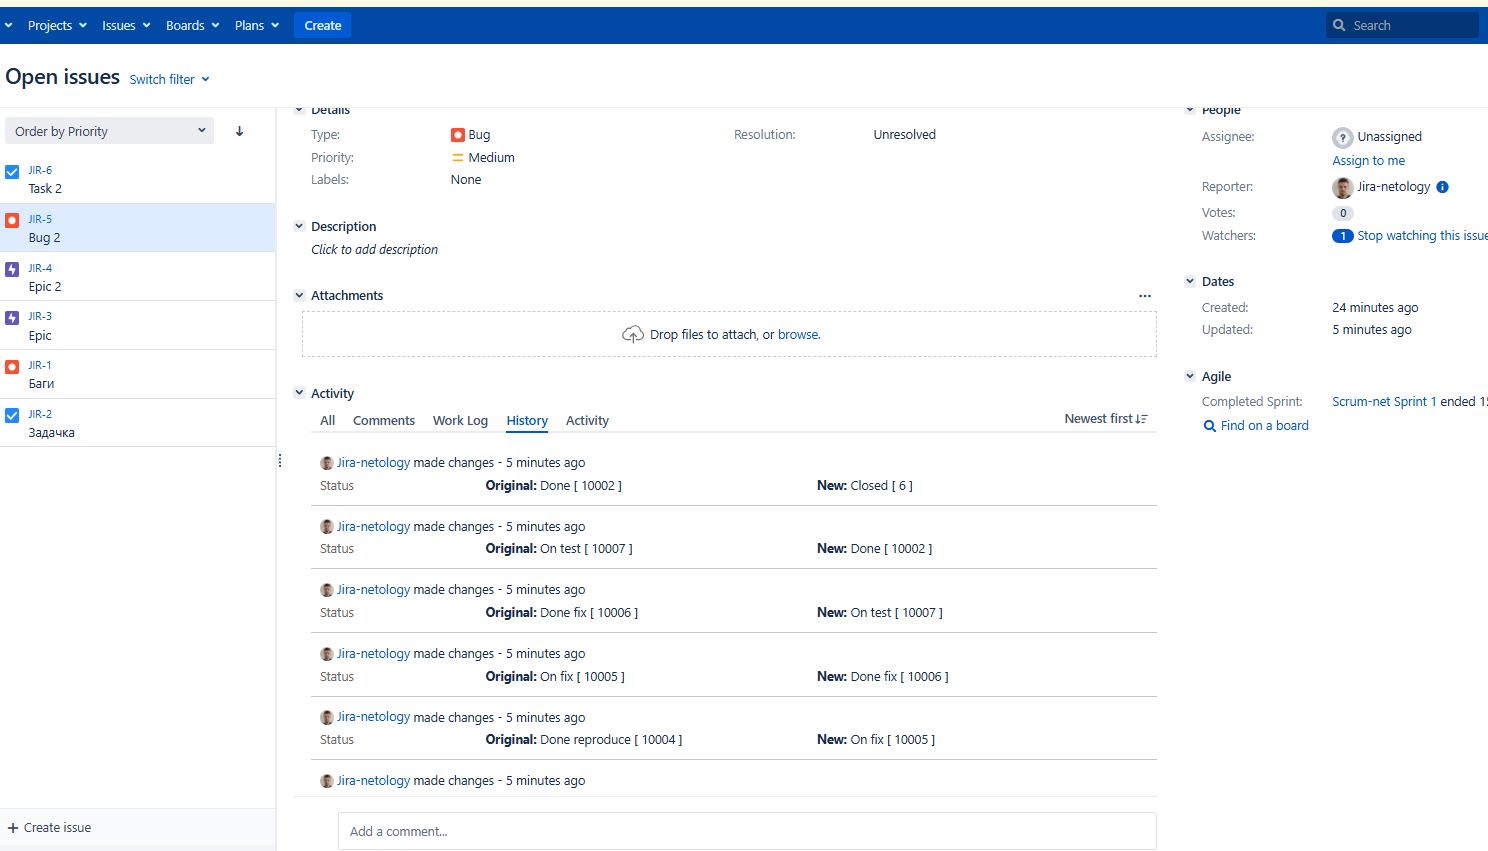 Projects Issues Boards Plans Create Search
Open issues Switch filter
Order by Priority
JIR-6
Task 2
JIR-5
Bug 2
JIR-4
Epic 2
JIR-3
Epic
JIR-1
Баги
JIR-2
Задачка
Create issue
Details
Type: Bug Resolution: Unresolved
Priority: Medium
Labels: None
Description
Click to add description
Attachments
Drop files to attach, or browse.
Activity
All Comments Work Log History Activity Newest first
Jira-netology made changes - 5 minutes ago
Status Original: Done [ 10002 ] New: Closed [ 6 ]
Jira-netology made changes - 5 minutes ago
Status Original: On test [ 10007 ] New: Done [ 10002 ]
Jira-netology made changes - 5 minutes ago
Status Original: Done fix [ 10006 ] New: On test [ 10007 ]
Jira-netology made changes - 5 minutes ago
Status Original: On fix [ 10005 ] New: Done fix [ 10006 ]
Jira-netology made changes - 5 minutes ago
Status Original: Done reproduce [ 10004 ] New: On fix [ 10005 ]
Jira-netology made changes - 5 minutes ago
Add a comment...
People
Assignee: Unassigned
Assign to me
Reporter: Jira-netology
Votes: 0
Watchers: 1 Stop watching this issue
Dates
Created: 24 minutes ago
Updated: 5 minutes ago
Agile
Completed Sprint: Scrum-net Sprint 1 ended 15
Find on a board